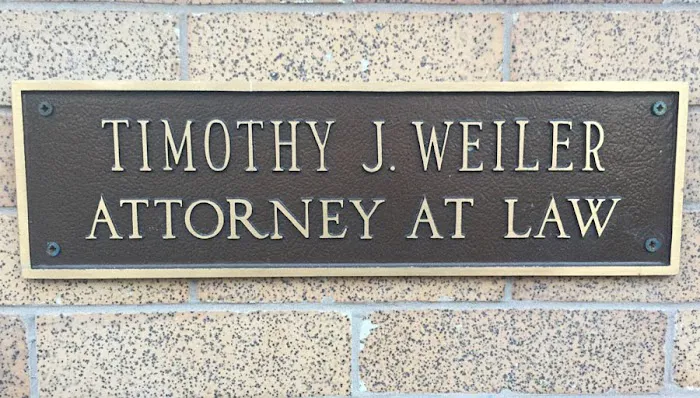 TIMOTHY J. WEILER
ATTORNEY AT LAW